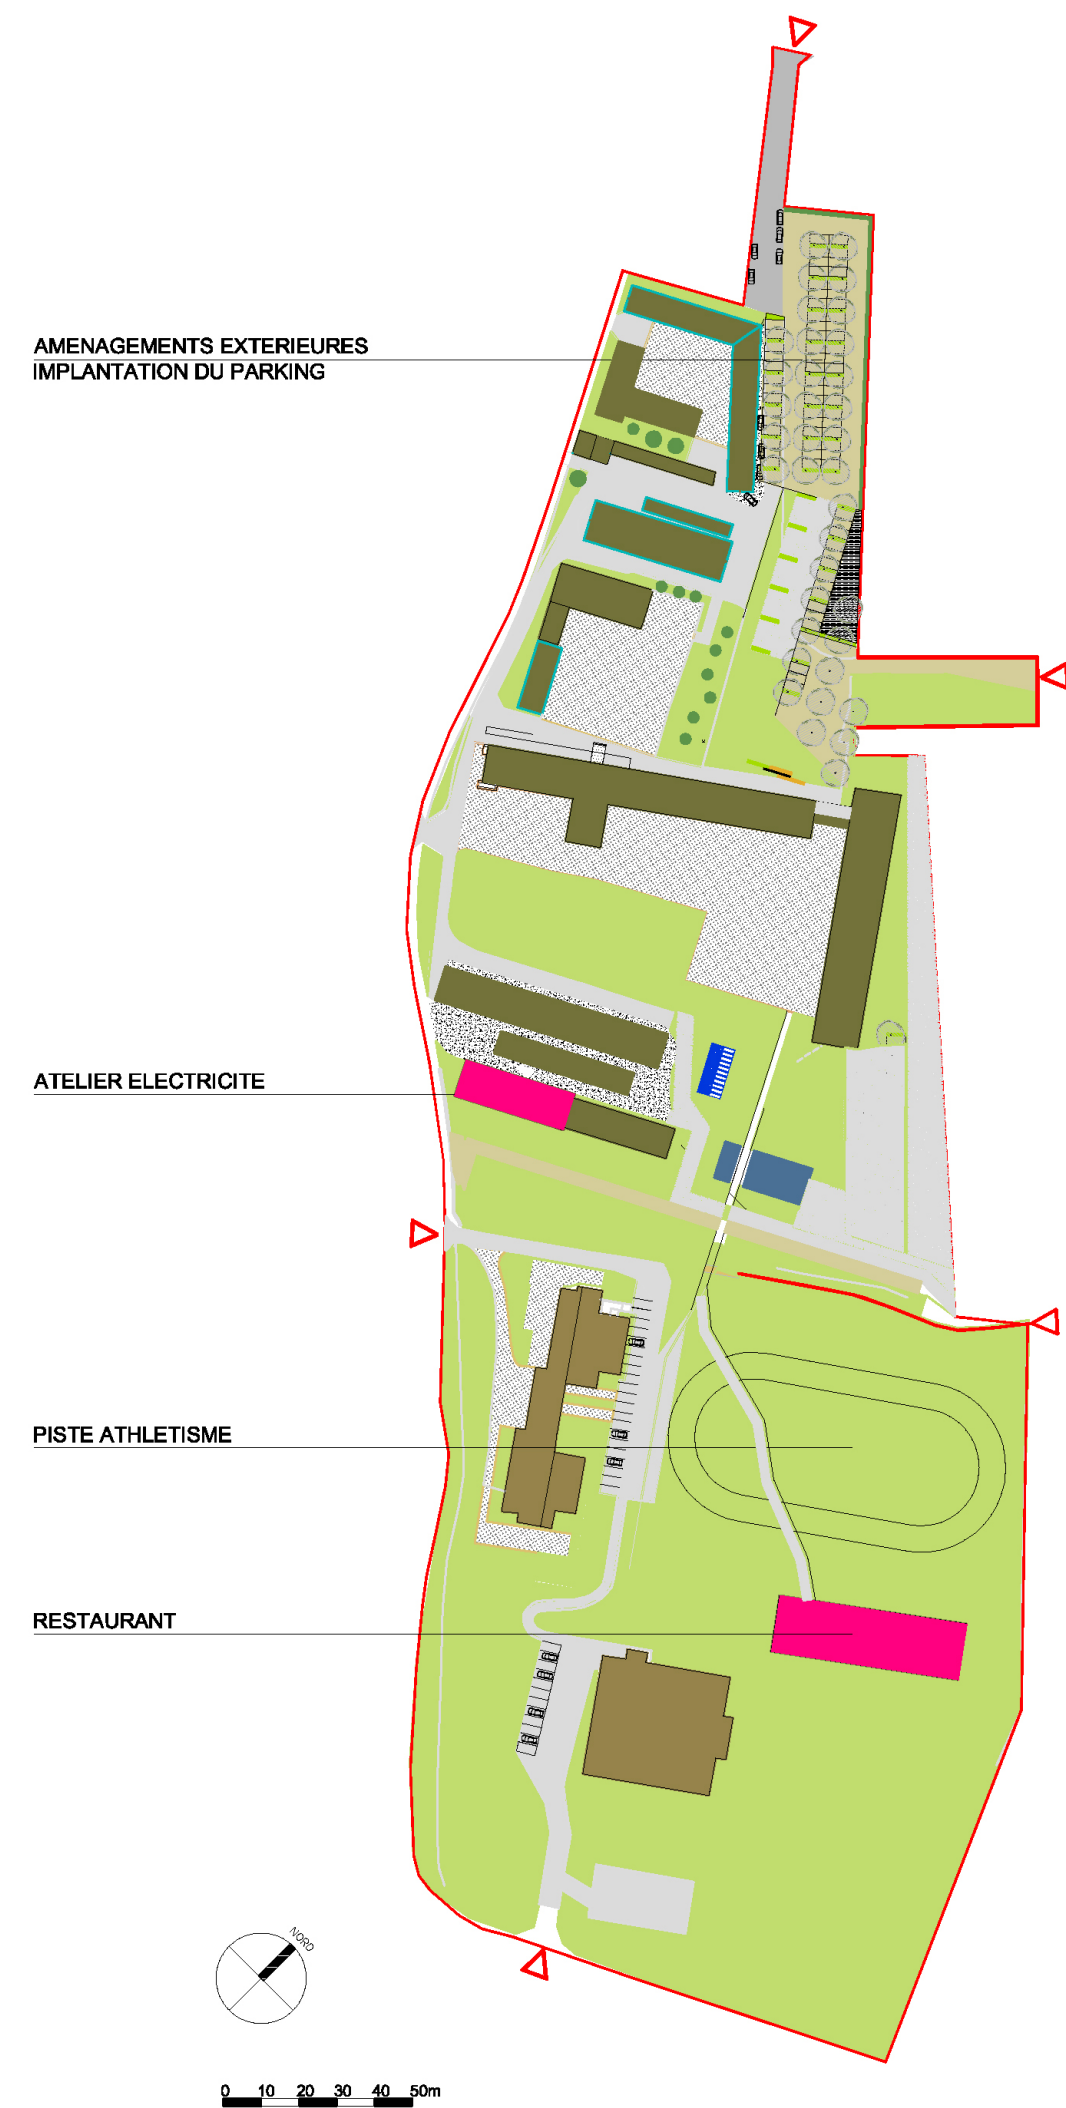 AMENAGEMENTS EXTERIEURES
IMPLANTATION DU PARKING
ATELIER ELECTRICITE
PISTE ATHLETISME
RESTAURANT
NORD
0 10 20 30 40 50m